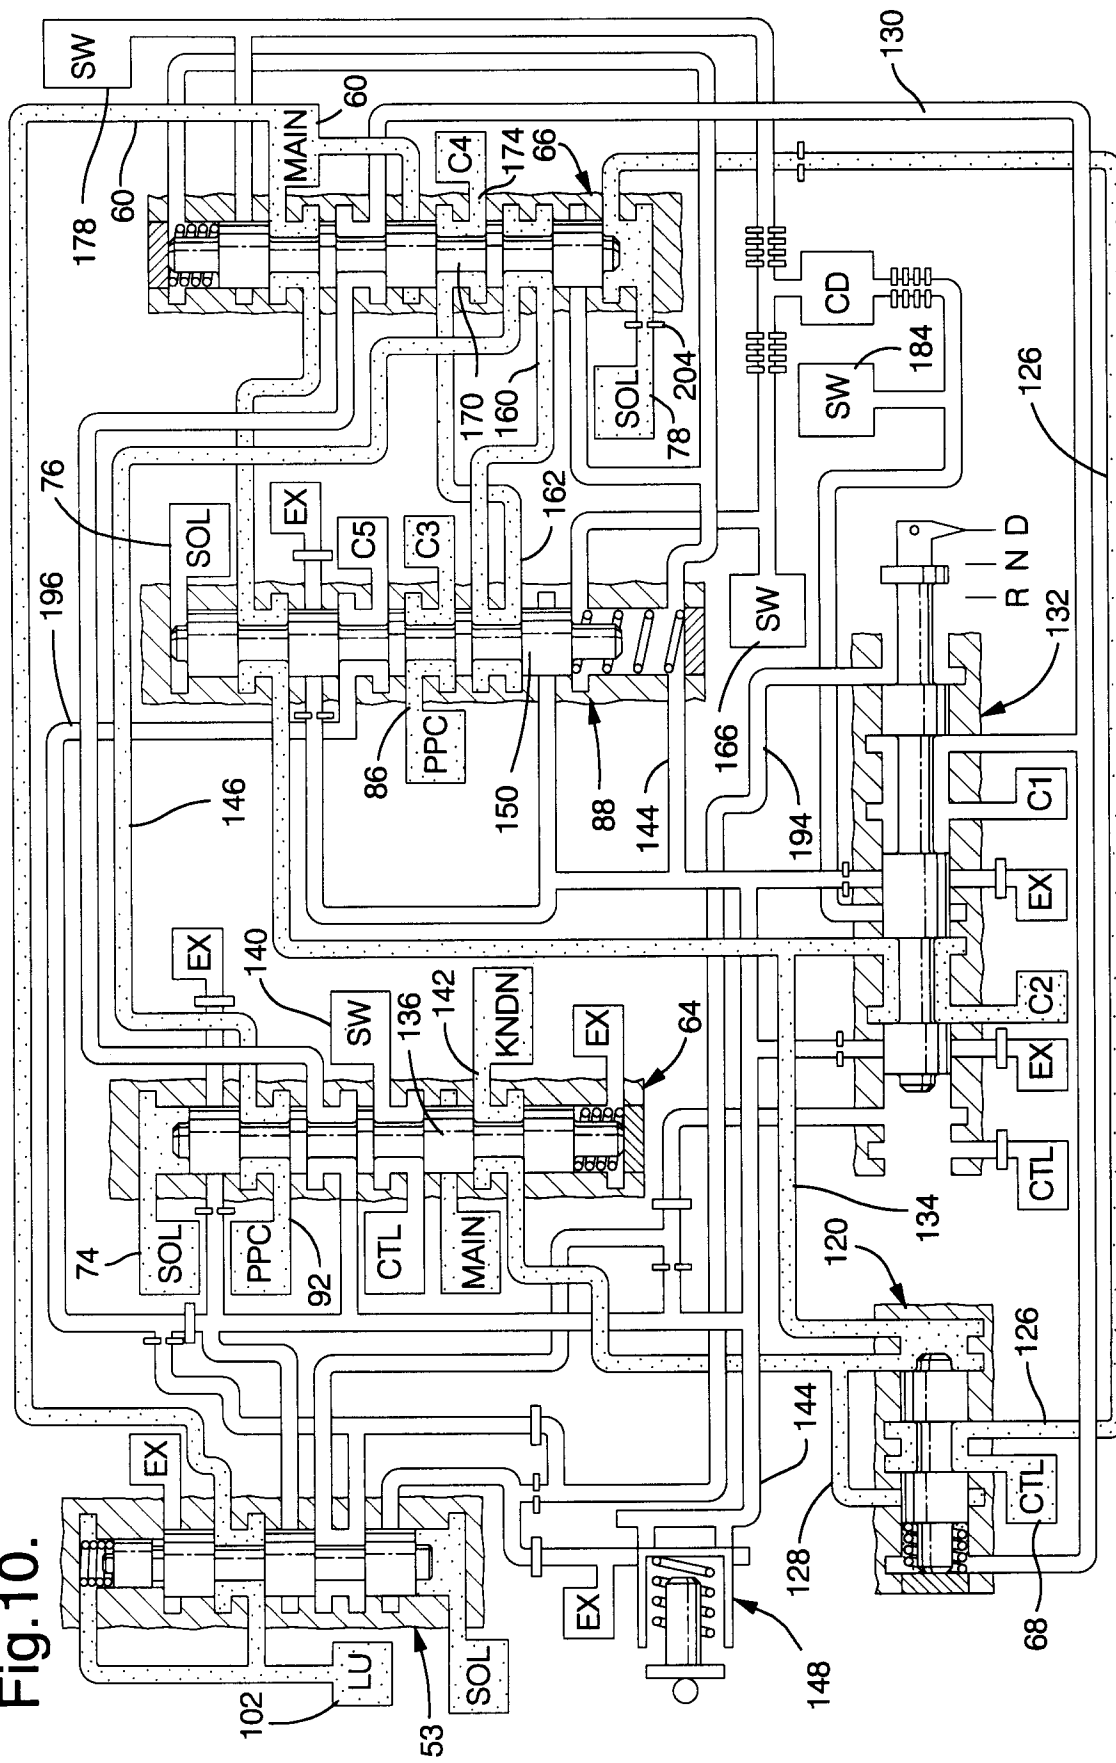 Fig.10.
102
LU
53
SOL
EX
EX
148
144
128
68
CTL
126
120
134
74
SOL
PPC
92
CTL
MAIN
EX
140
SW
136
142
KNDN
EX
64
146
196
76
SOL
EX
C5
C3
86
PPC
150
88
144
162
160
170
194
166
SW
CTL
EX
C2
EX
C1
132
R N D
126
184
SW
CD
204
78
SOL
66
174
C4
60
MAIN
60
178
SW
130